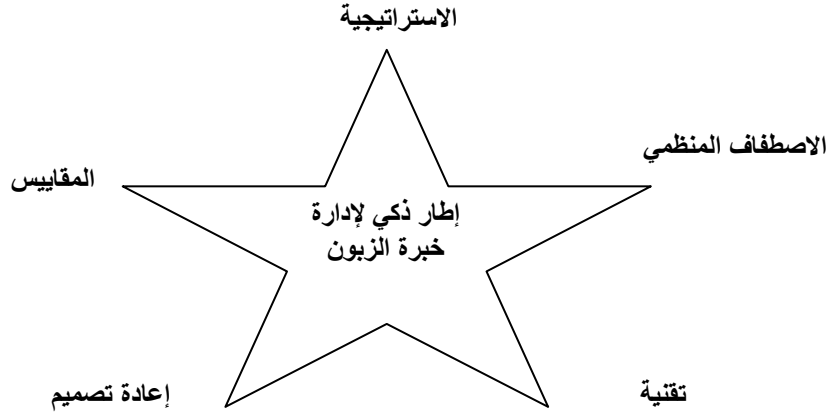 الاستراتيجية
الاصطفاف المنظمي
المقاييس
إطار ذكي لإدارة
خبرة الزبون
تقنية
إعادة تصميم